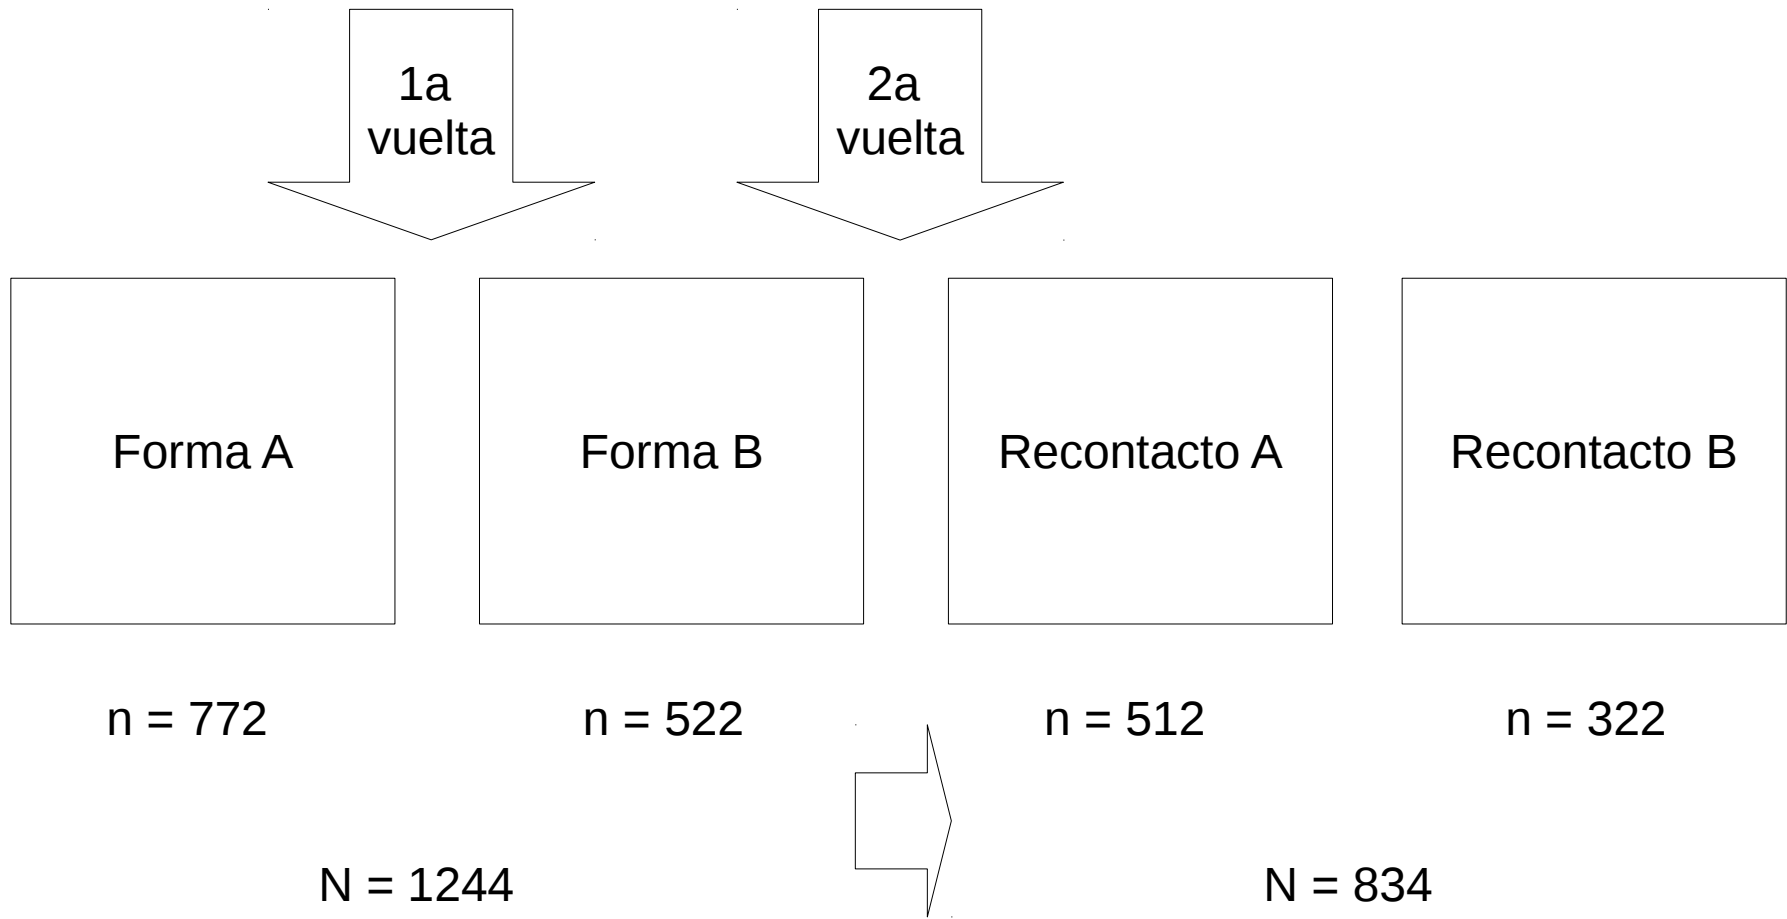 1a
vuelta
2a
vuelta
Forma A
Forma B
Recontacto A
Recontacto B
n = 772
n = 522
n = 512
n = 322
N = 1244
N = 834